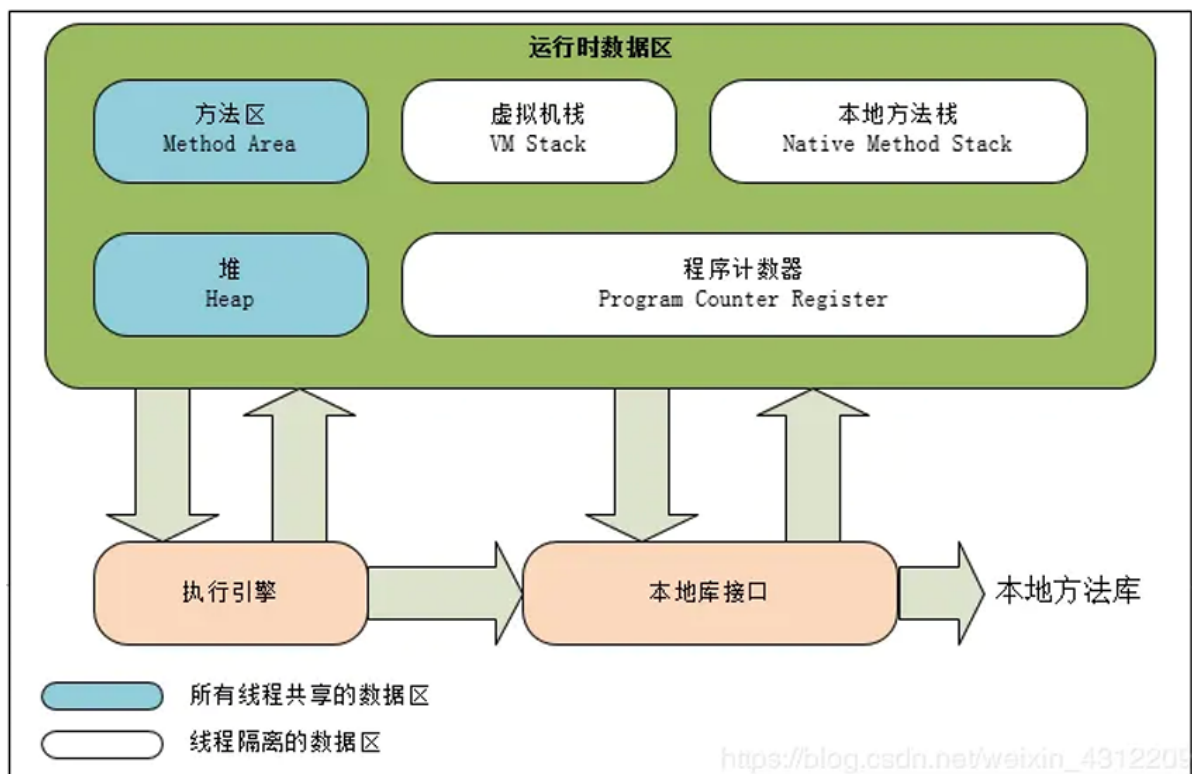 运行时数据区
方法区
Method Area
虚拟机栈
VM Stack
本地方法栈
Native Method Stack
堆
Heap
程序计数器
Program Counter Register
执行引擎
本地库接口
本地方法库
所有线程共享的数据区
线程隔离的数据区
https://blog.csdn.net/weixin_4312209